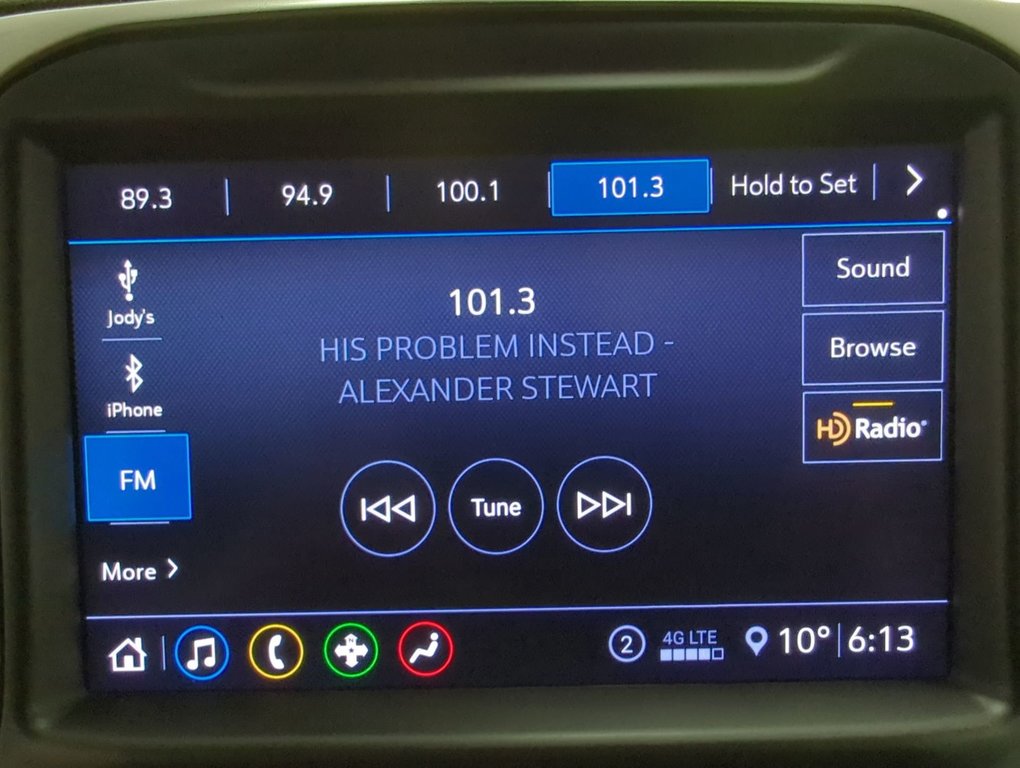 89.3
94.9
100.1
101.3
Hold to Set
Jody's
iPhone
FM
More
101.3
HIS PROBLEM INSTEAD -
ALEXANDER STEWART
Tune
Sound
Browse
HD Radio®
2
4G LTE
10°
6:13